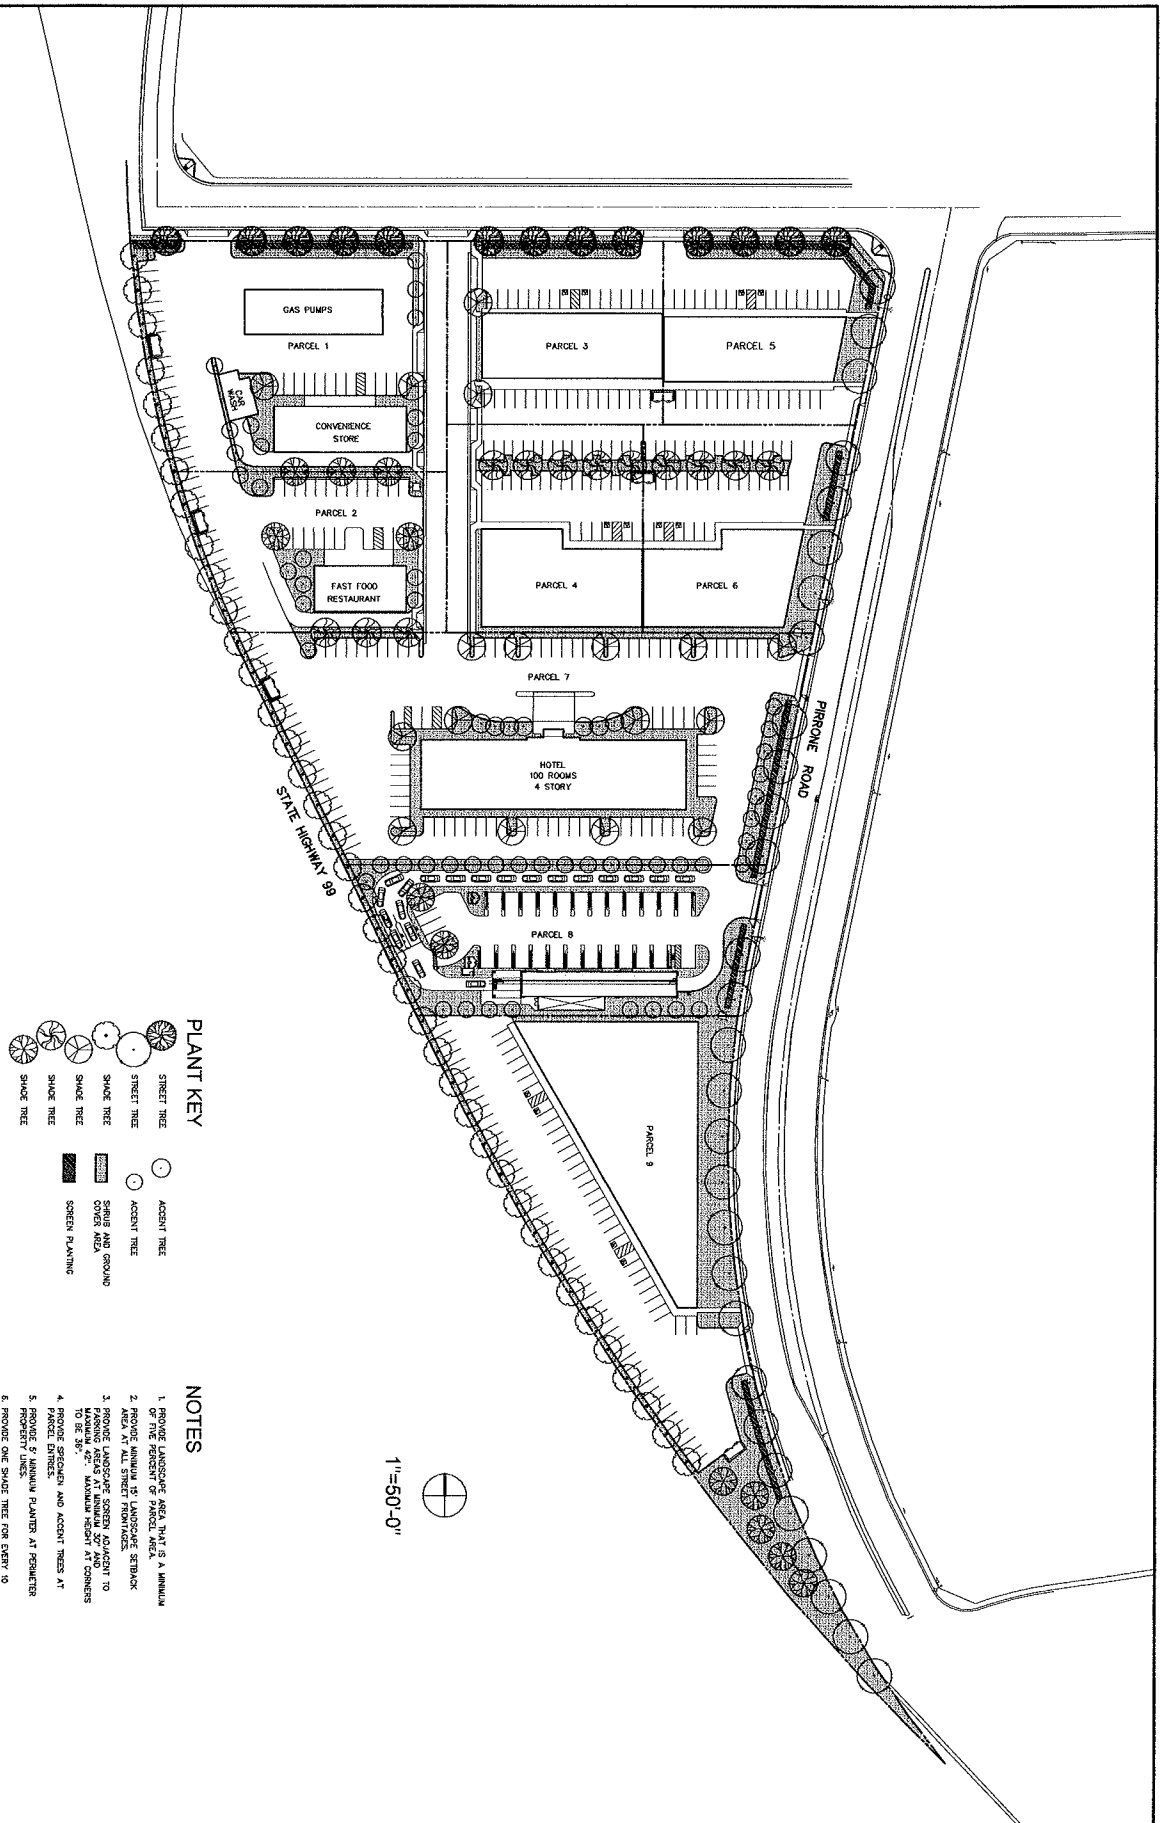 GAS PUMPS
PARCEL 1
CAR
WASH
CONVENIENCE
STORE
PARCEL 2
FAST FOOD
RESTAURANT
PARCEL 3
PARCEL 5
PARCEL 4
PARCEL 6
PARCEL 7
HOTEL
100 ROOMS
4 STORY
PIRRONE ROAD
STATE HIGHWAY 99
PARCEL 8
PARCEL 9
1"=50'-0"
PLANT KEY
STREET TREE
STREET TREE
SHADE TREE
SHADE TREE
SHADE TREE
SHADE TREE
ACCENT TREE
ACCENT TREE
SHRUB AND GROUND
COVER AREA
SCREEN PLANTING
NOTES
1. PROVIDE LANDSCAPE AREA THAT IS A MINIMUM
OF FIVE PERCENT OF PARCEL AREA.
2. PROVIDE MINIMUM 15' LANDSCAPE SETBACK
AREA AT ALL STREET FRONTAGES.
3. PROVIDE LANDSCAPE SCREEN ADJACENT TO
PARKING AREAS AT MINIMUM 30" AND
MAXIMUM 42". MAXIMUM HEIGHT AT CORNERS
TO BE 36".
4. PROVIDE SPECIMEN AND ACCENT TREES AT
PARCEL ENTRIES.
5. PROVIDE 5' MINIMUM PLANTER AT PERIMETER
PROPERTY LINES.
6. PROVIDE ONE SHADE TREE FOR EVERY 10